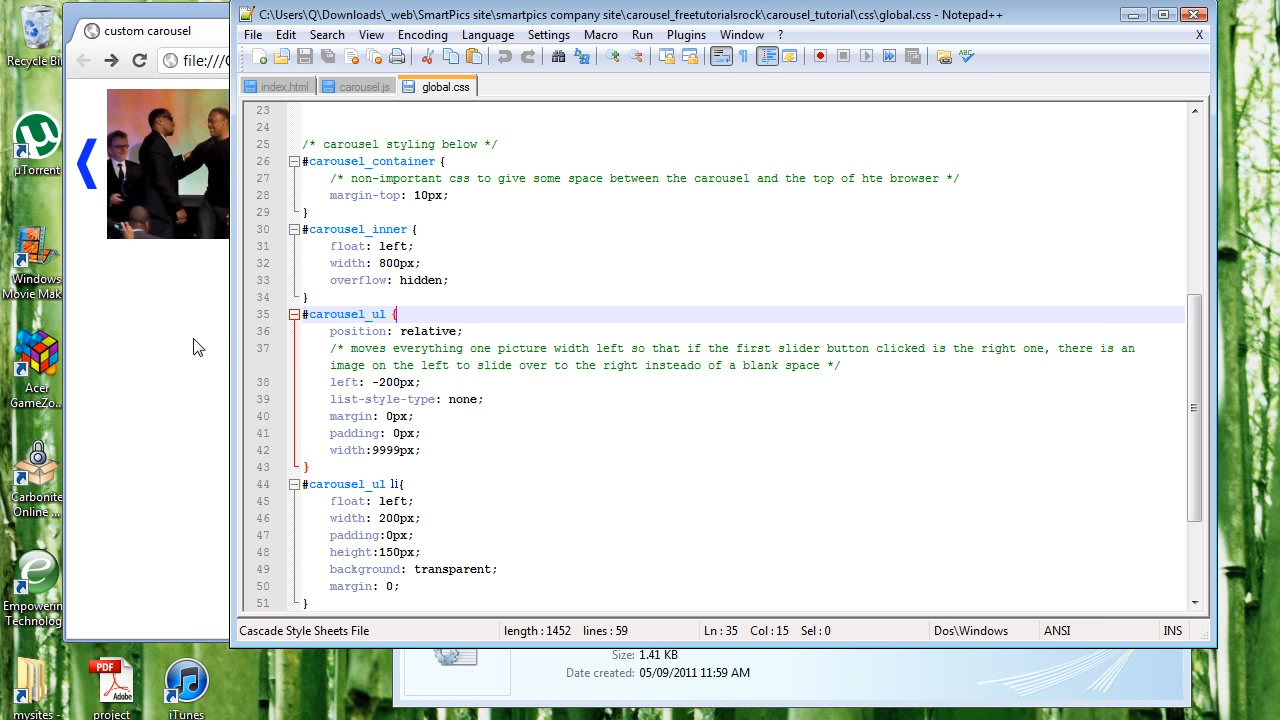 Recycle Bin
µTorrent
Windows
Movie Mak
Acer
GameZo...
Carbonite
Online ...
Empowerin
Technolog
mysites -
PDF
Adobe
project
iTunes
custom carousel
file:///C
C:\Users\Q\Downloads\_web\SmartPics site\smartpics company site\carousel_freetutorialrock\carousel_tutorial\css\global.css - Notepad++
File Edit Search View Encoding Language Settings Macro Run Plugins Window ? X
index.html carousel.js global.css
23
24
25 /* carousel styling below */
26 #carousel_container {
27 /* non-important css to give some space between the carousel and the top of hte browser */
28 margin-top: 10px;
29 }
30 #carousel_inner {
31 float: left;
32 width: 800px;
33 overflow: hidden;
34 }
35 #carousel_ul {
36 position: relative;
37 /* moves everything one picture width left so that if the first slider button clicked is the right one, there is an
image on the left to slide over to the right insteado of a blank space */
38 left: -200px;
39 list-style-type: none;
40 margin: 0px;
41 padding: 0px;
42 width:9999px;
43 }
44 #carousel_ul li{
45 float: left;
46 width: 200px;
47 padding:0px;
48 height:150px;
49 background: transparent;
50 margin: 0;
51 }
Cascade Style Sheets File length : 1452 lines : 59 Ln : 35 Col : 15 Sel : 0 Dos\Windows ANSI INS
Size: 1.41 KB
Date created: 05/09/2011 11:59 AM